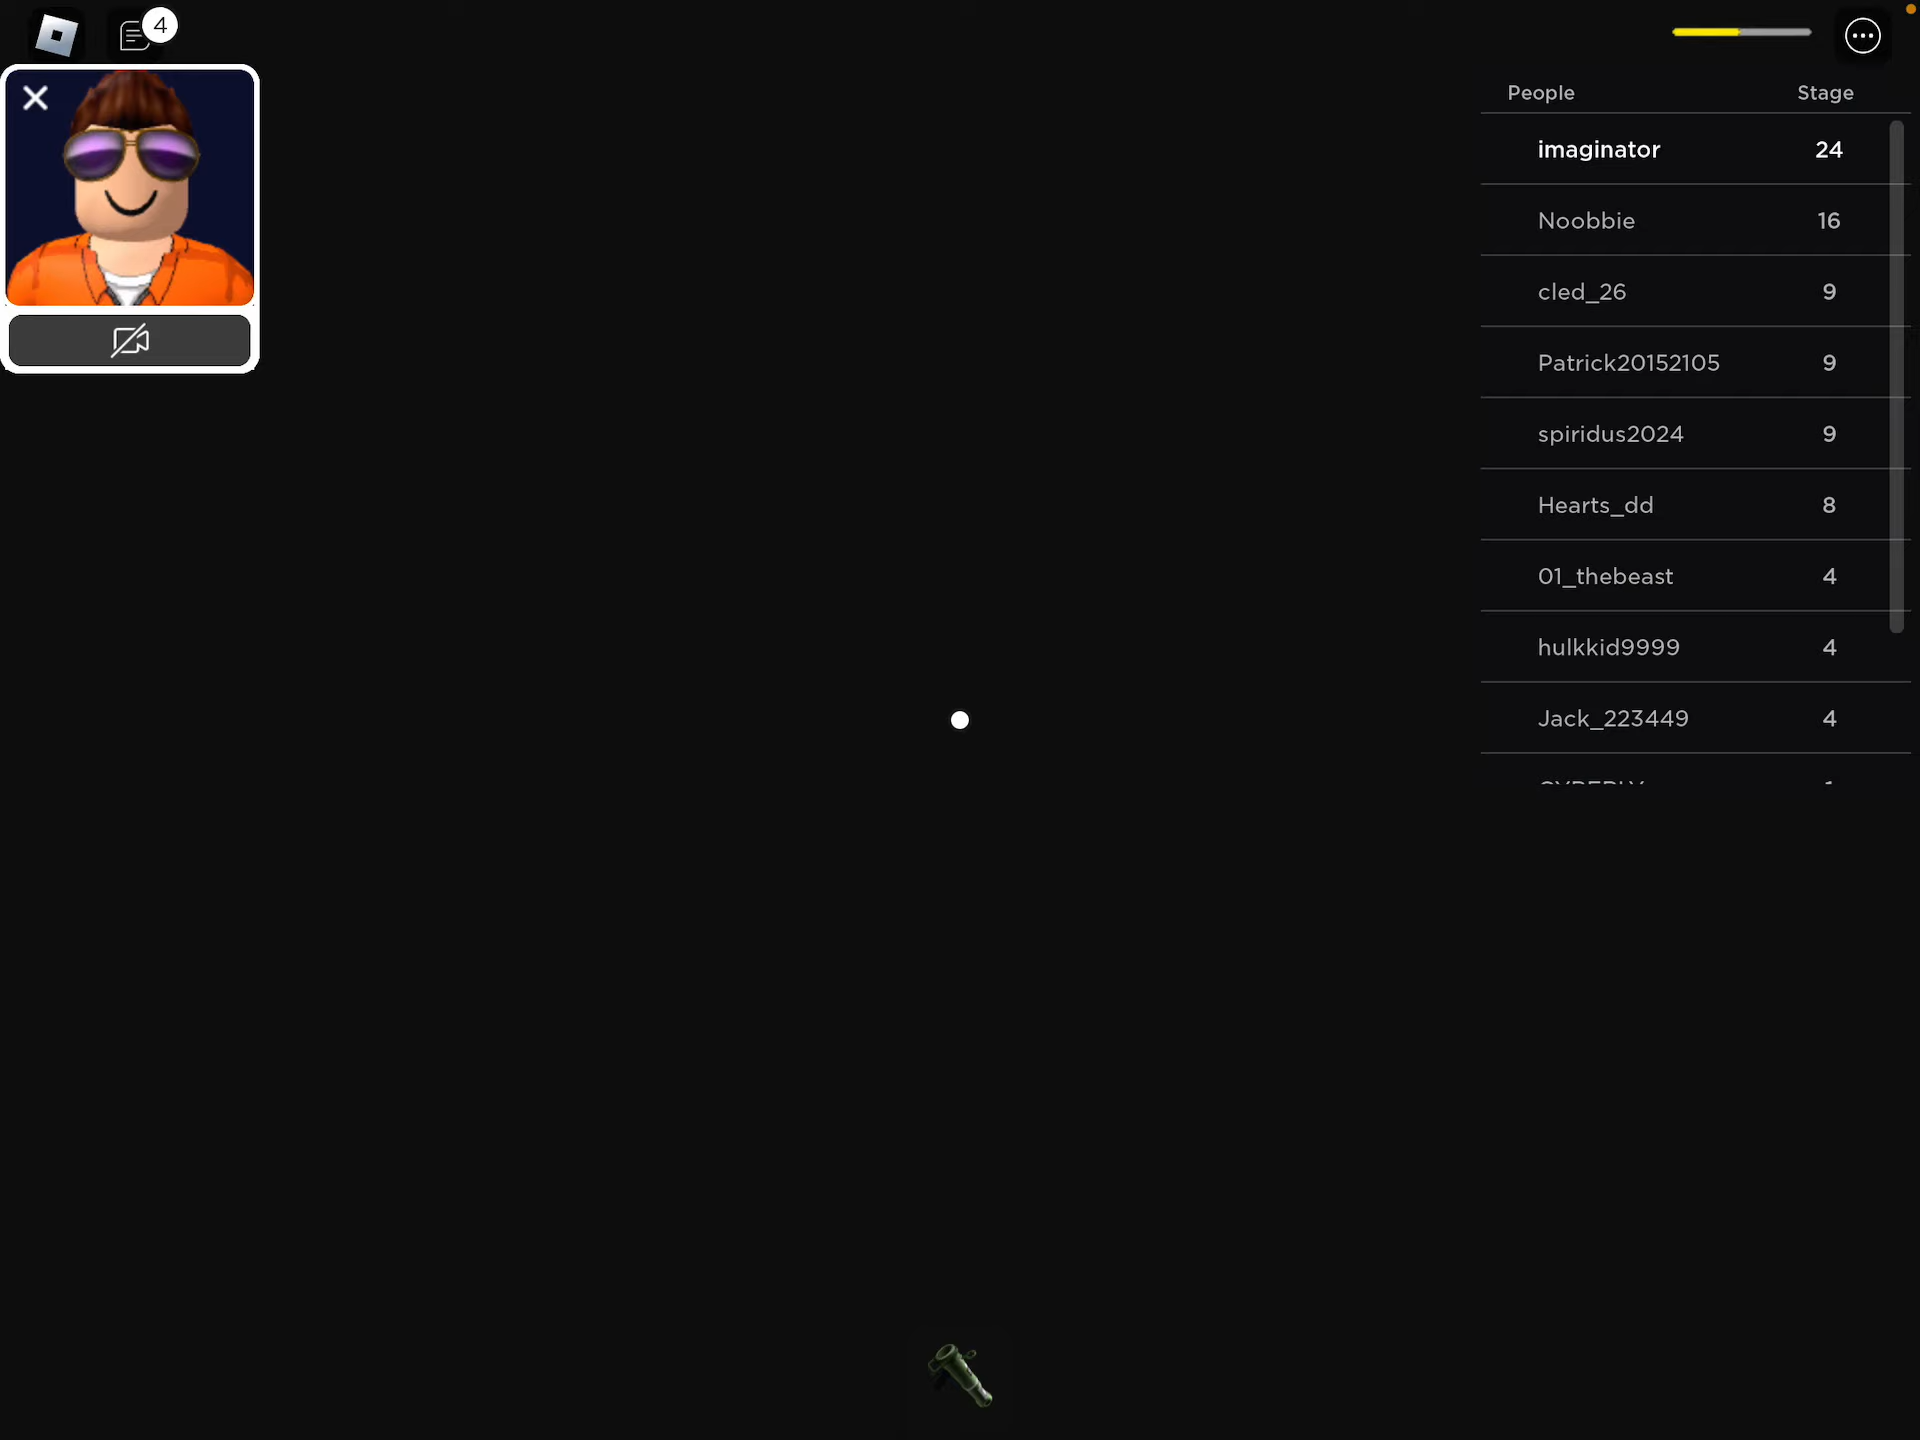 4
People Stage
imaginator 24
Noobbie 16
cled_26 9
Patrick20152105 9
spiridus2024 9
Hearts_dd 8
01_thebeast 4
hulkkid9999 4
Jack_223449 4